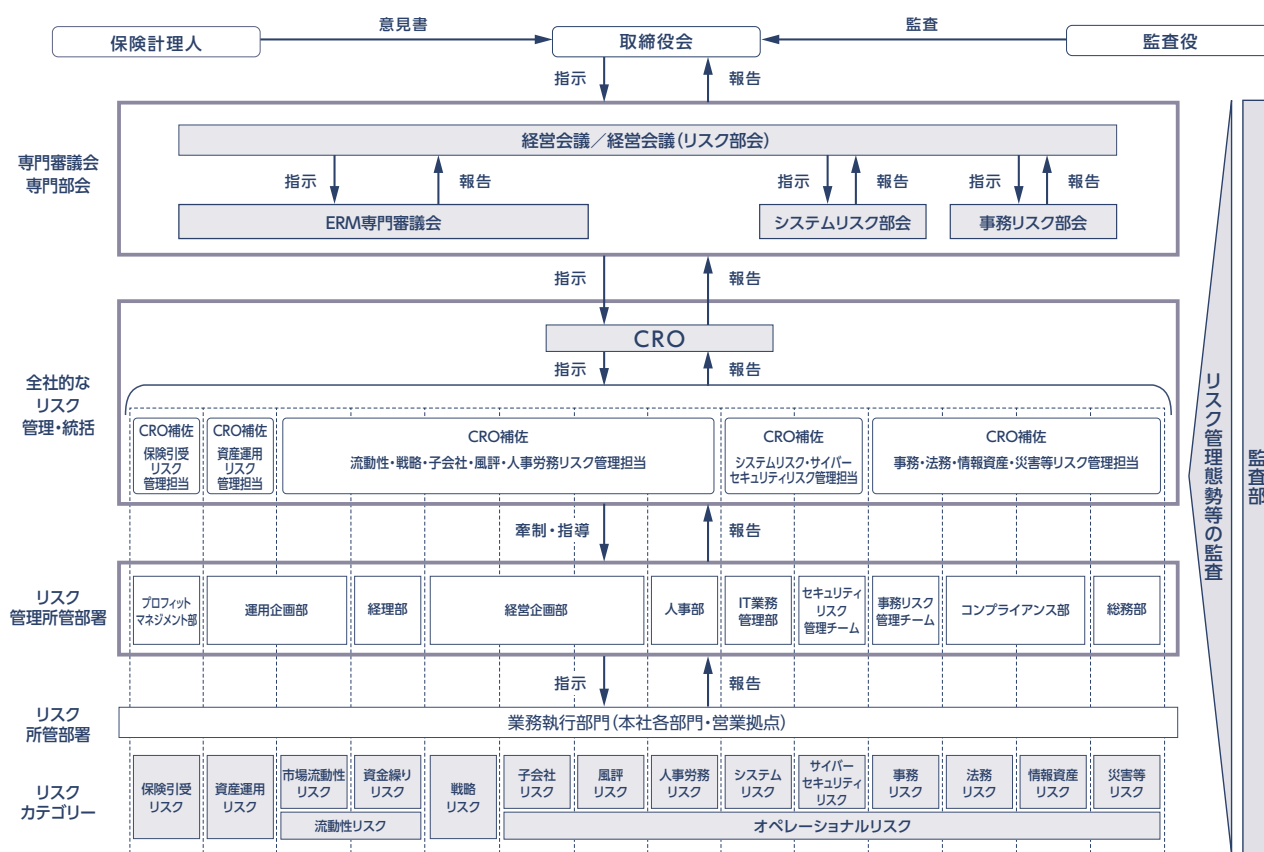 保険計理人
意見書
取締役会
監査
監査役
指示
報告
専門審議会
専門部会
経営会議／経営会議(リスク部会)
指示
報告
指示
報告
指示
報告
ERM専門審議会
システムリスク部会
事務リスク部会
指示
報告
全社的な
リスク
管理・統括
CRO
指示
報告
CRO補佐
保険引受
リスク
管理担当
CRO補佐
資産運用
リスク
管理担当
CRO補佐
流動性・戦略・子会社・風評・人事労務リスク管理担当
CRO補佐
システムリスク・サイバー
セキュリティリスク管理担当
CRO補佐
事務・法務・情報資産・災害等リスク管理担当
牽制・指導
報告
リスク
管理所管部署
プロフィット
マネジメント部
運用企画部
経理部
経営企画部
人事部
IT業務
管理部
セキュリティ
リスク
管理チーム
事務リスク
管理チーム
コンプライアンス部
総務部
指示
報告
リスク
所管部署
業務執行部門(本社各部門・営業拠点)
リスク
カテゴリー
保険引受
リスク
資産運用
リスク
市場流動性
リスク
資金繰り
リスク
流動性リスク
戦略
リスク
子会社
リスク
風評
リスク
人事労務
リスク
システム
リスク
サイバー
セキュリティ
リスク
事務
リスク
法務
リスク
情報資産
リスク
災害等
リスク
オペレーショナルリスク
リスク管理態勢等の監査
監査部